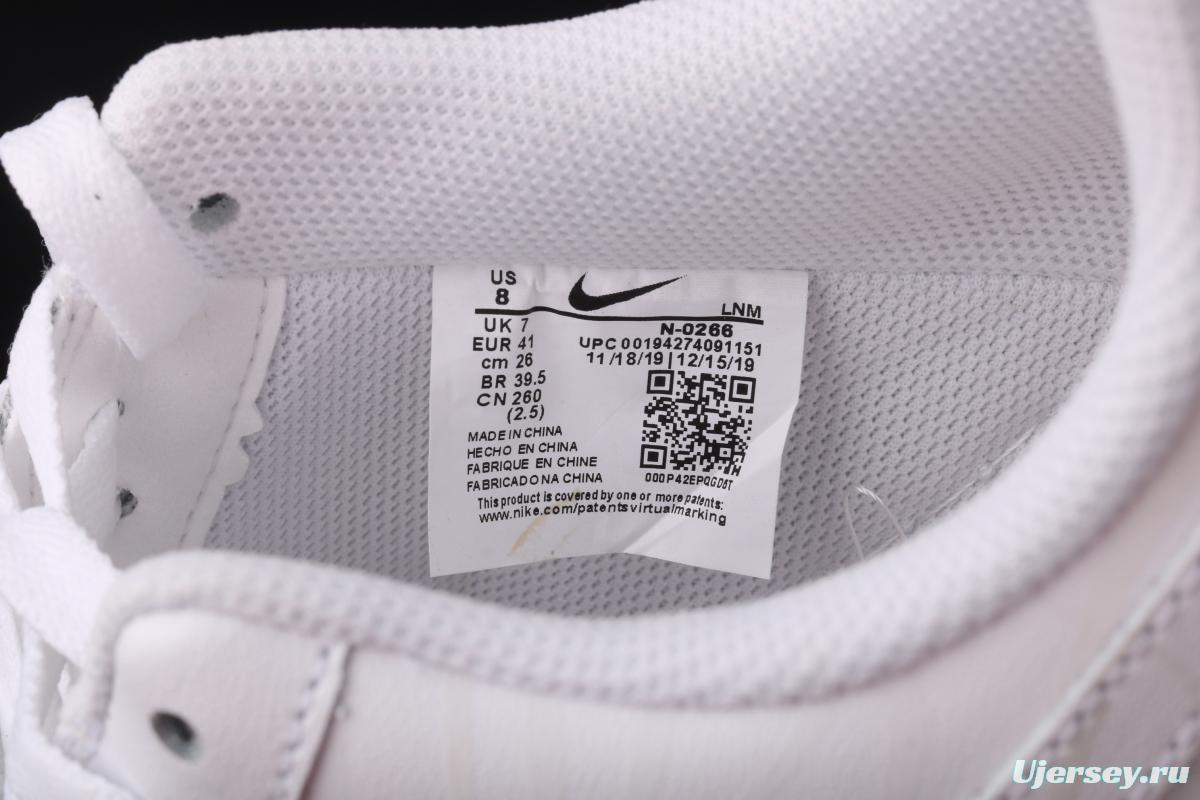 US
8
LNM
UK 7
N-0266
EUR 41
UPC 00194274091151
cm 26
11/18/19 | 12/15/19
BR 39.5
CN 260
(2.5)
MADE IN CHINA
HECHO EN CHINA
FABRIQUE EN CHINE
FABRICADO NA CHINA
000P42EPQGD8T
This product is covered by one or more patents:
www.nike.com/patentsvirtualmarking
Ujersey.ru